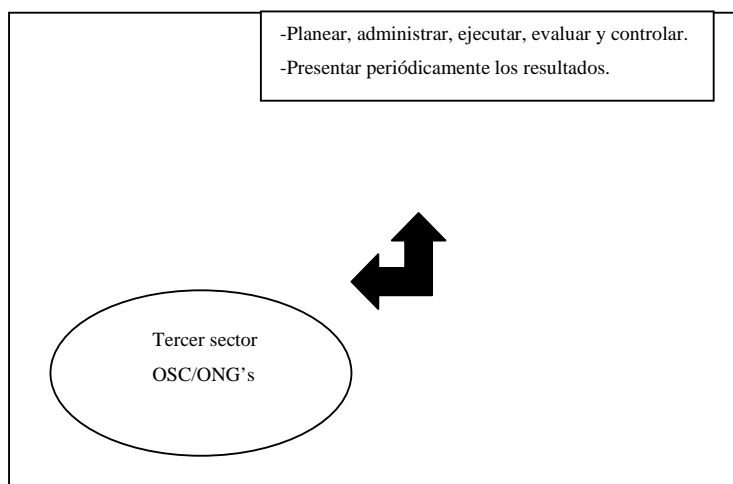 -Planear, administrar, ejecutar, evaluar y controlar.
-Presentar periódicamente los resultados.
Tercer sector
OSC/ONG’s